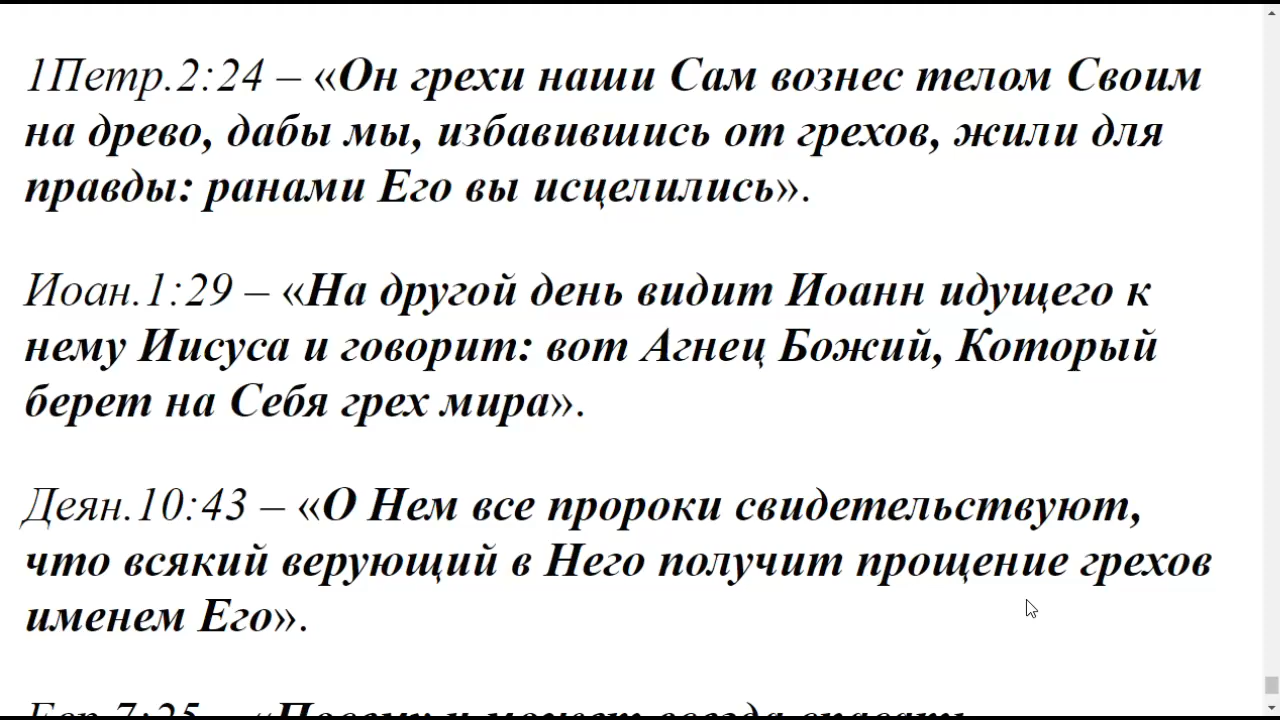 1Петр.2:24 – «Он грехи наши Сам вознес телом Своим
на древо, дабы мы, избавившись от грехов, жили для
правды: ранами Его вы исцелились».
Иоан.1:29 – «На другой день видит Иоанн идущего к
нему Иисуса и говорит: вот Агнец Божий, Который
берет на Себя грех мира».
Деян.10:43 – «О Нем все пророки свидетельствуют,
что всякий верующий в Него получит прощение грехов
именем Его».
7:25 – «